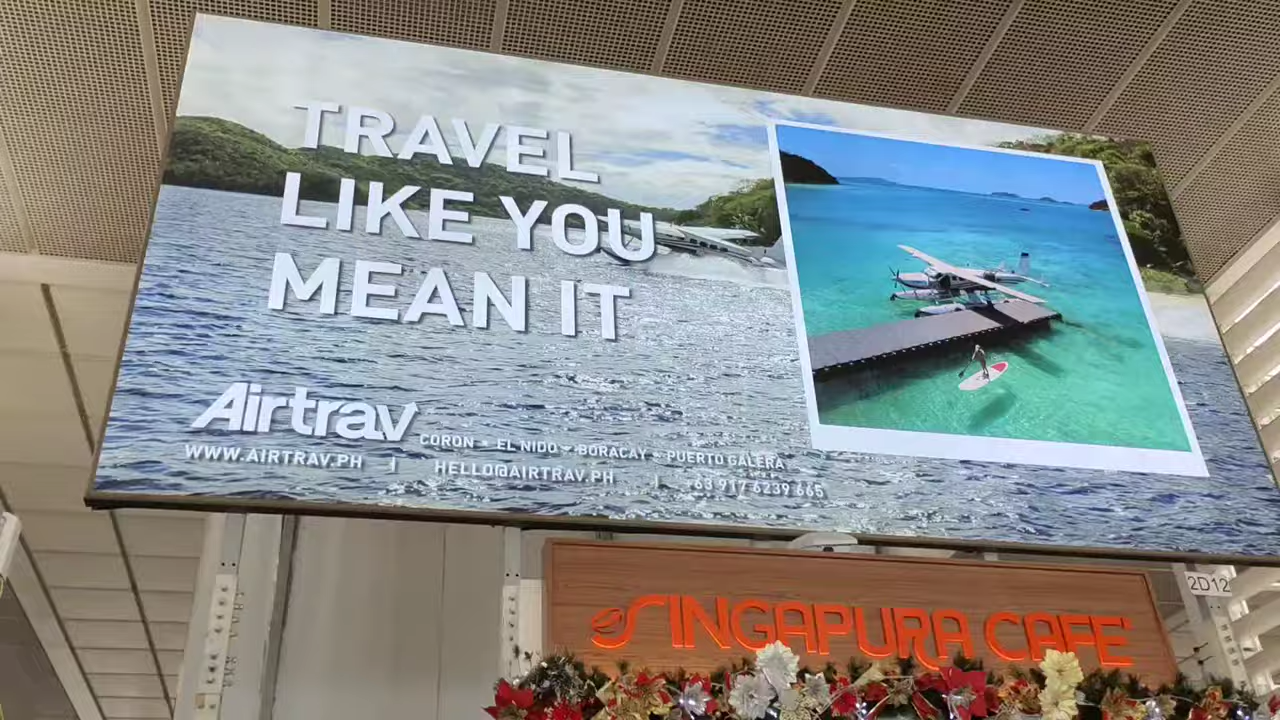 TRAVEL
LIKE YOU
MEAN IT
Airtrav
CORON • EL NIDO • BORACAY • PUERTO GALERA
WWW.AIRTRAV.PH | HELLO@AIRTRAV.PH | 63 917 6239 665
SINGAPURA CAFE'
2D12